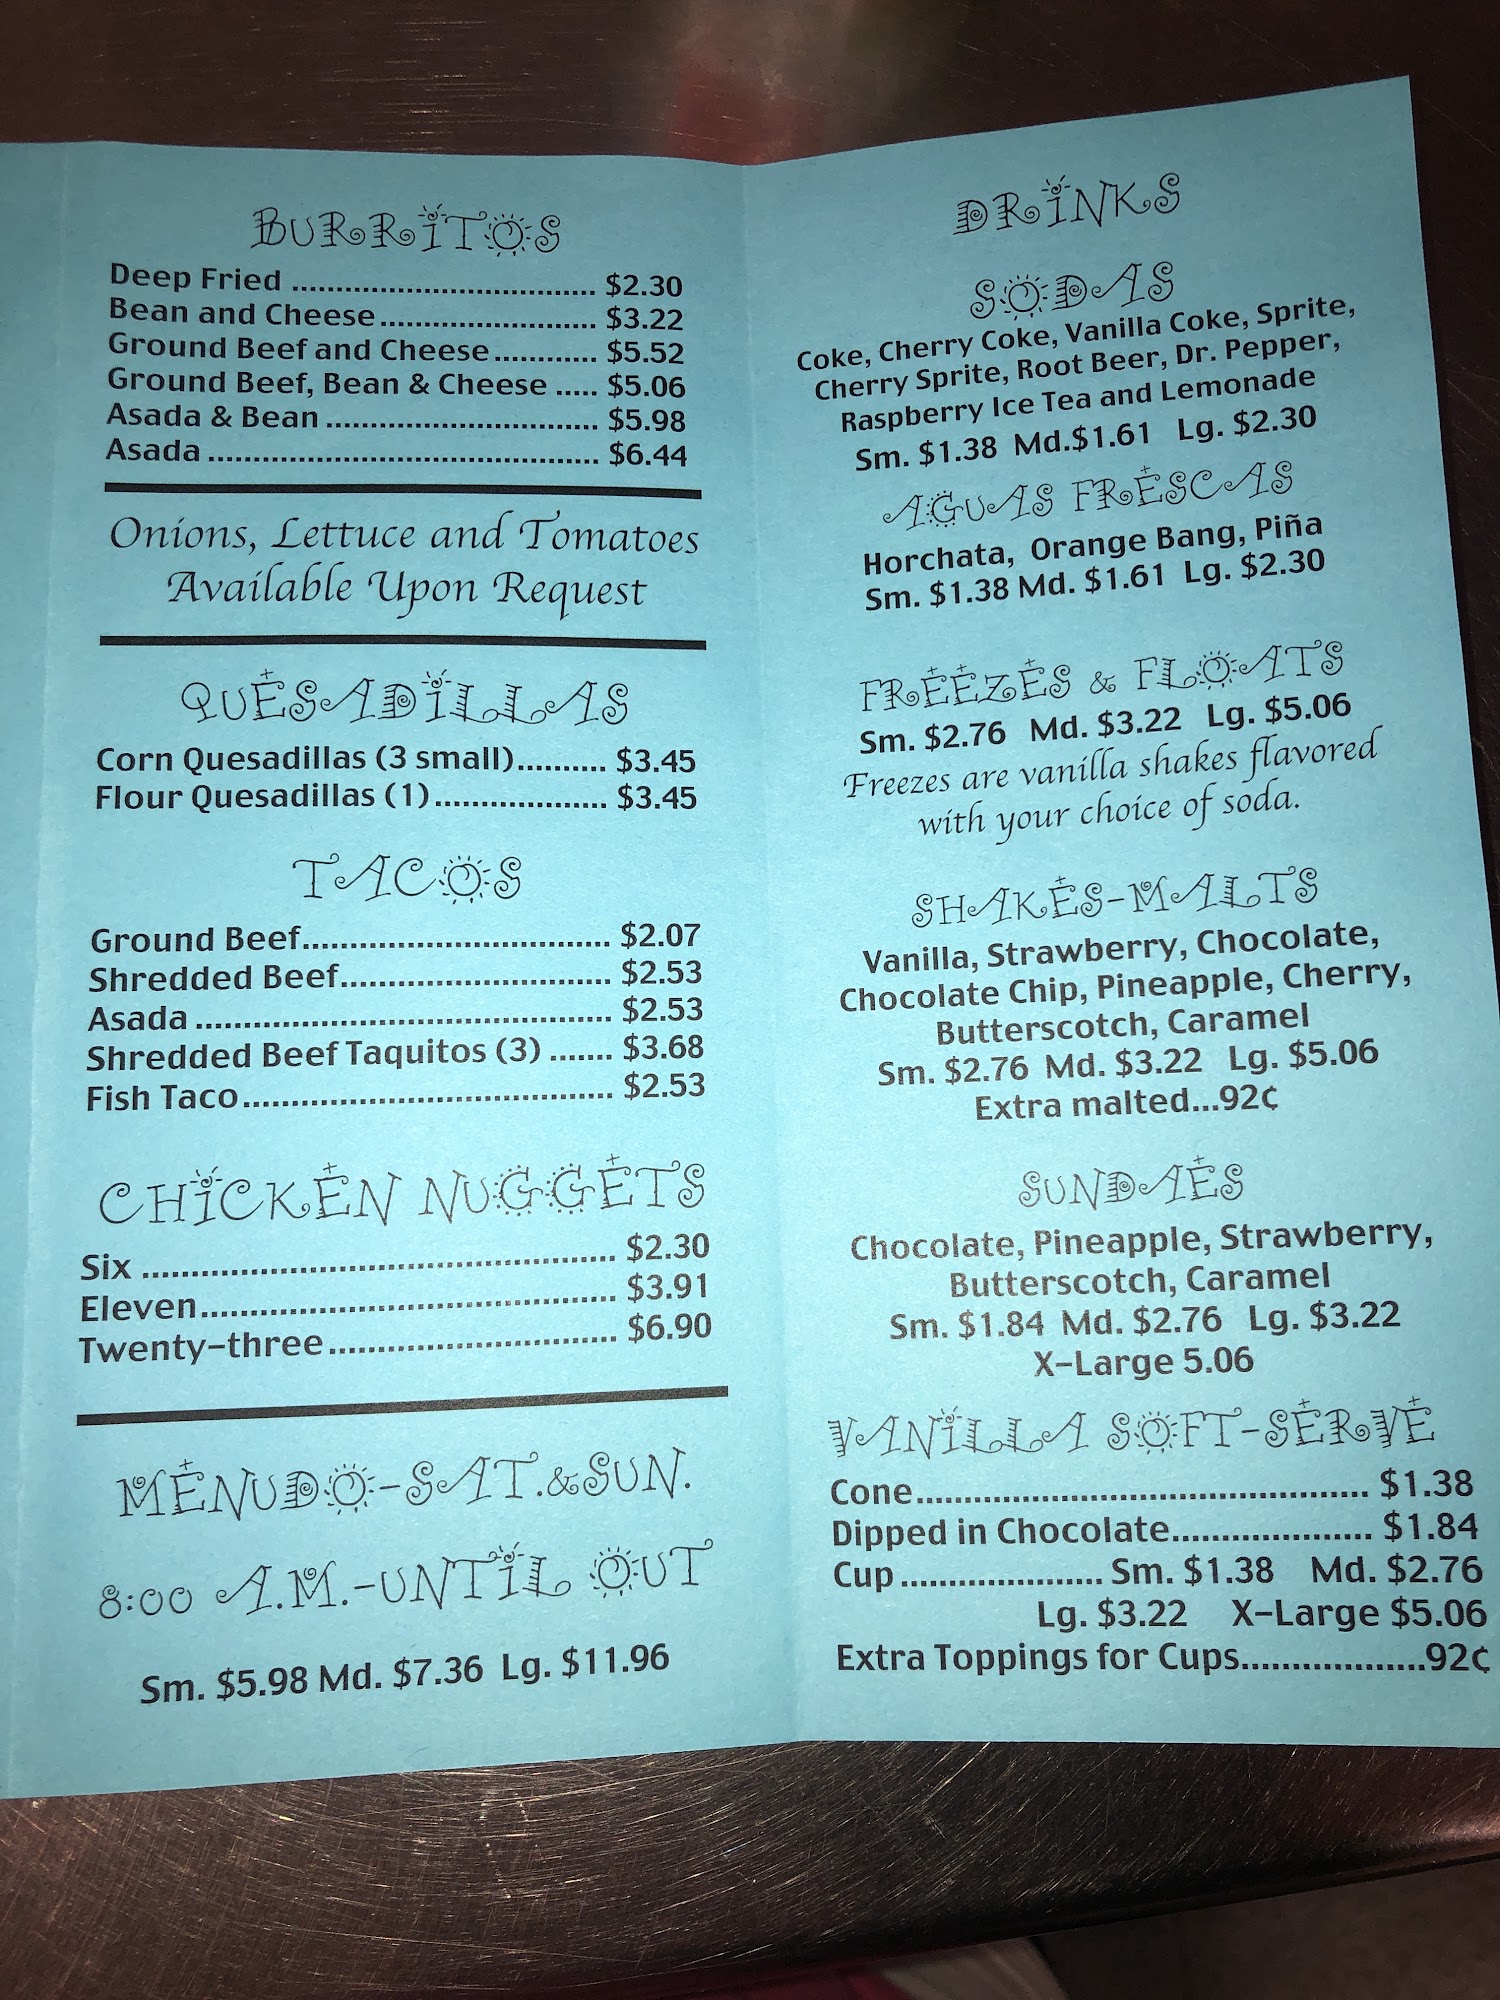 BURRITOS
Deep Fried .................................. $2.30
Bean and Cheese........................ $3.22
Ground Beef and Cheese............ $5.52
Ground Beef, Bean & Cheese ..... $5.06
Asada & Bean .............................. $5.98
Asada ........................................... $6.44
Onions, Lettuce and Tomatoes
Available Upon Request
QUESADILLAS
Corn Quesadillas (3 small).......... $3.45
Flour Quesadillas (1)................... $3.45
TACOS
Ground Beef................................ $2.07
Shredded Beef............................ $2.53
Asada ........................................... $2.53
Shredded Beef Taquitos (3) ....... $3.68
Fish Taco...................................... $2.53
CHICKEN NUGGETS
Six ................................................ $2.30
Eleven........................................... $3.91
Twenty-three.............................. $6.90
MENUDO-SAT.&SUN.
8:00 A.M.-UNTIL OUT
Sm. $5.98 Md. $7.36 Lg. $11.96
DRINKS
SODAS
Coke, Cherry Coke, Vanilla Coke, Sprite,
Cherry Sprite, Root Beer, Dr. Pepper,
Raspberry Ice Tea and Lemonade
Sm. $1.38 Md.$1.61 Lg. $2.30
AGUAS FRESCAS
Horchata, Orange Bang, Piña
Sm. $1.38 Md. $1.61 Lg. $2.30
FREEZES & FLOATS
Sm. $2.76 Md. $3.22 Lg. $5.06
Freezes are vanilla shakes flavored
with your choice of soda.
SHAKES-MALTS
Vanilla, Strawberry, Chocolate,
Chocolate Chip, Pineapple, Cherry,
Butterscotch, Caramel
Sm. $2.76 Md. $3.22 Lg. $5.06
Extra malted...92¢
SUNDAES
Chocolate, Pineapple, Strawberry,
Butterscotch, Caramel
Sm. $1.84 Md. $2.76 Lg. $3.22
X-Large 5.06
VANILLA SOFT-SERVE
Cone............................................... $1.38
Dipped in Chocolate..................... $1.84
Cup ..................... Sm. $1.38 Md. $2.76
Lg. $3.22 X-Large $5.06
Extra Toppings for Cups...................92¢